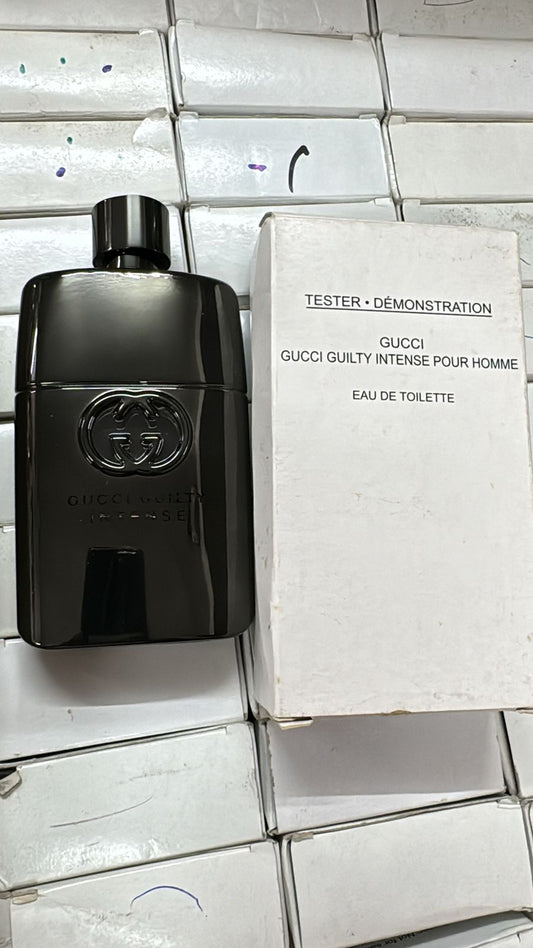 TESTER • DÉMONSTRATION
GUCCI
GUCCI GUILTY INTENSE POUR HOMME
EAU DE TOILETTE
GUCCI GUILTY
INTENSE